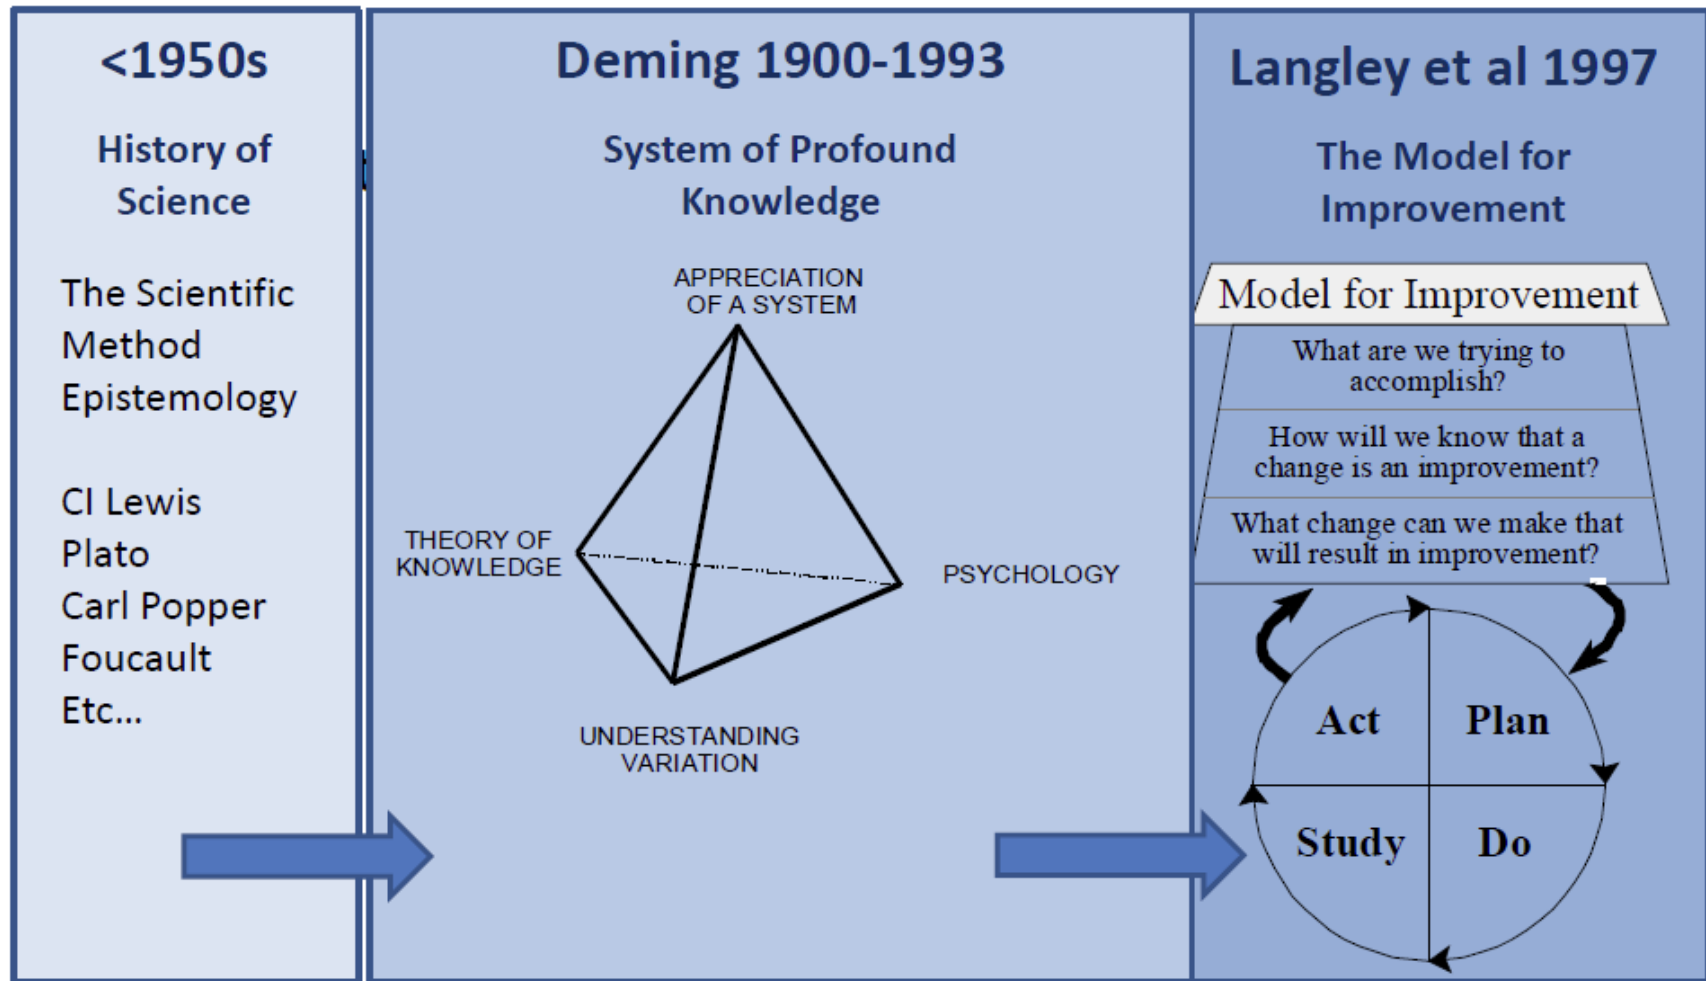 <1950s
History of
Science
The Scientific
Method
Epistemology
CI Lewis
Plato
Carl Popper
Foucault
Etc...
Deming 1900-1993
System of Profound
Knowledge
APPRECIATION
OF A SYSTEM
THEORY OF
KNOWLEDGE
PSYCHOLOGY
UNDERSTANDING
VARIATION
Langley et al 1997
The Model for
Improvement
Model for Improvement
What are we trying to
accomplish?
How will we know that a
change is an improvement?
What change can we make that
will result in improvement?
Act
Plan
Study
Do